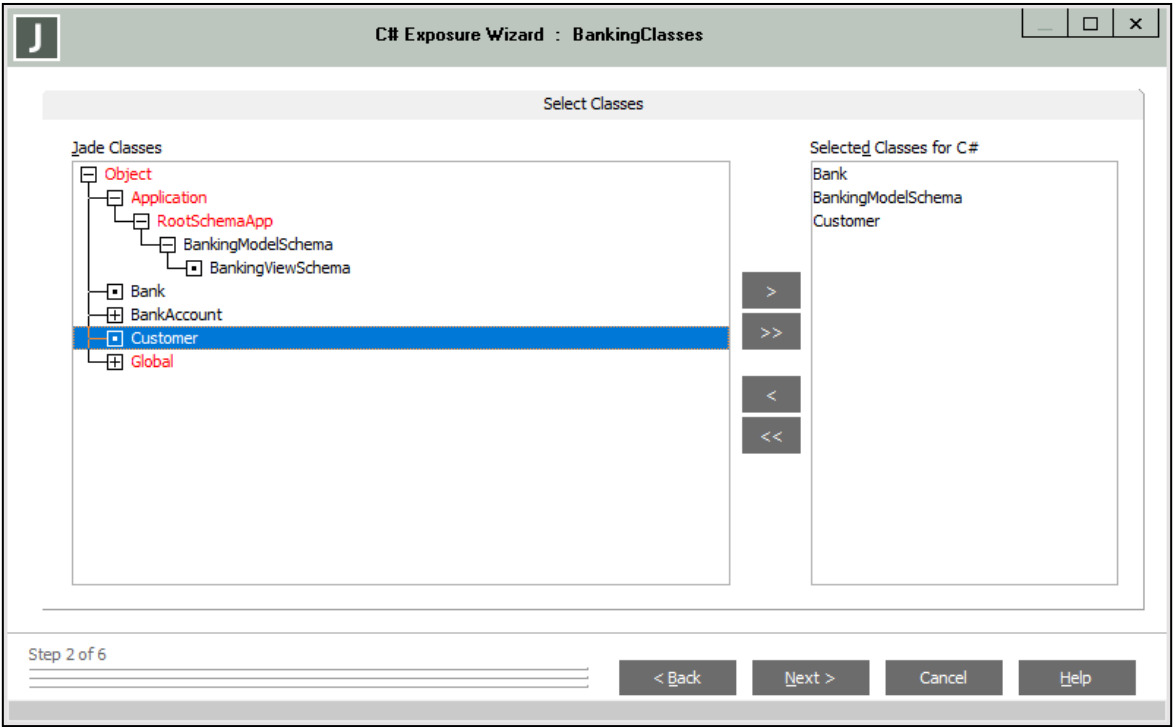 J
C# Exposure Wizard : BankingClasses
Select Classes
Jade Classes
Object
Application
RootSchemaApp
BankingModelSchema
BankingViewSchema
Bank
BankAccount
Customer
Global
>
>>
<
<<
Selected Classes for C#
Bank
BankingModelSchema
Customer
Step 2 of 6
< Back
Next >
Cancel
Help